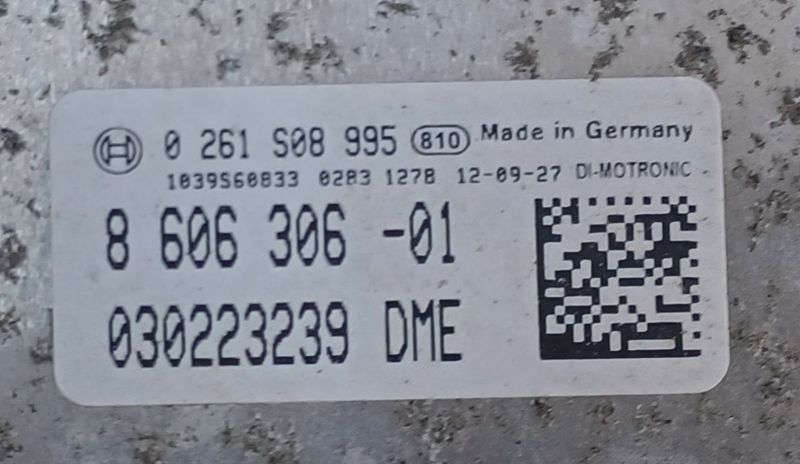 0 261 S08 995 810 Made in Germany
1039S60833 0283 1278 12-09-27 DI-MOTRONIC
8 606 306 -01
030223239 DME